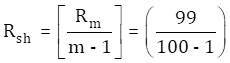 R_sh = [R_m / (m - 1)] = (99 / (100 - 1))